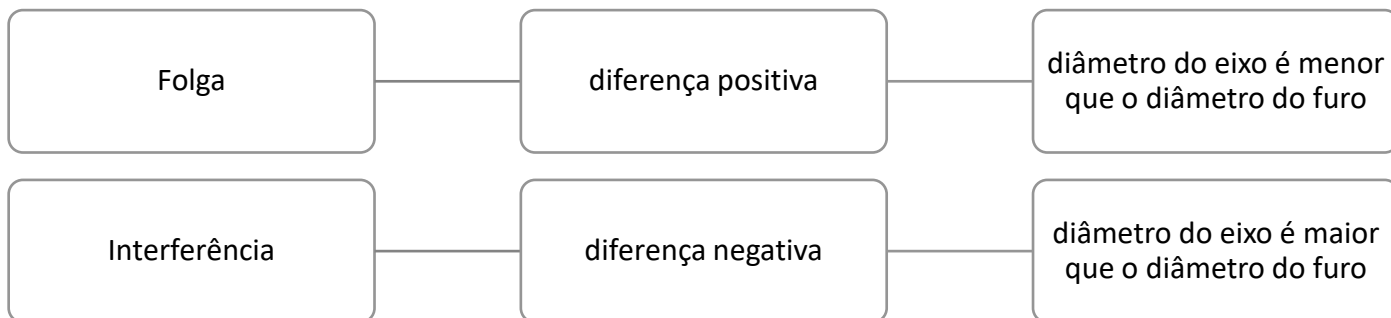 Folga
diferença positiva
diâmetro do eixo é menor
que o diâmetro do furo
Interferência
diferença negativa
diâmetro do eixo é maior
que o diâmetro do furo